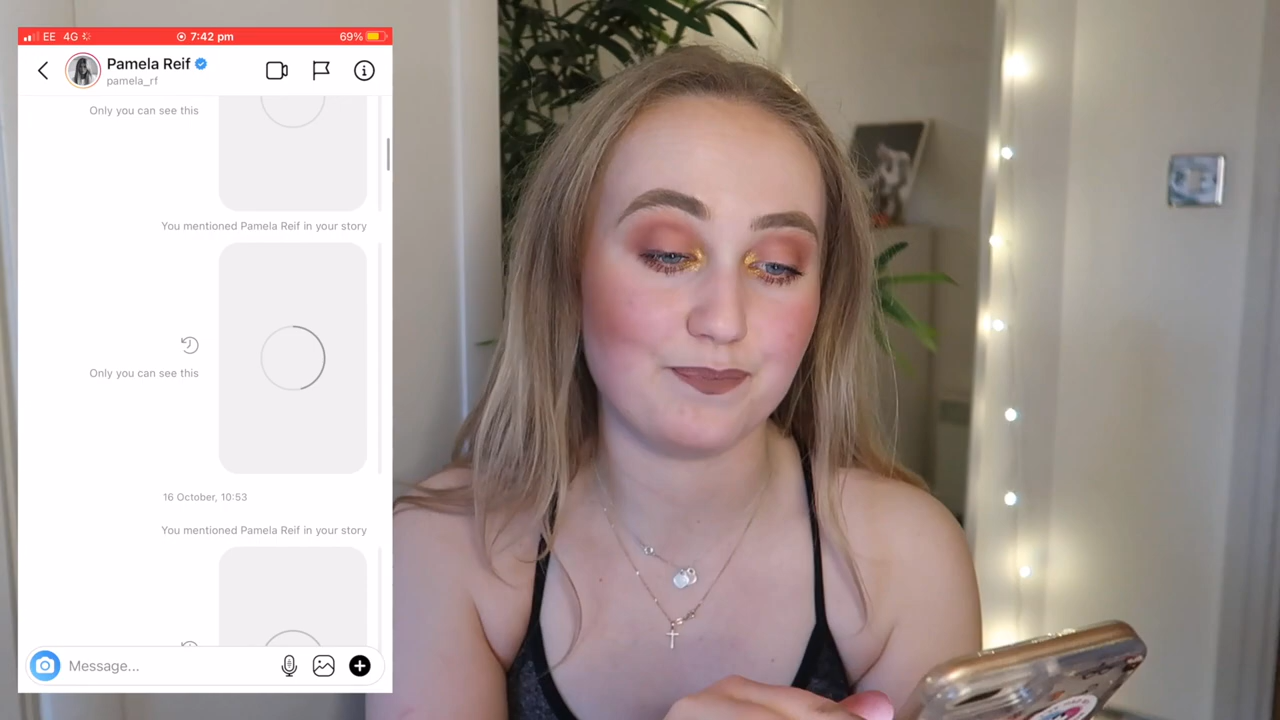 EE 4G 7:42 pm 69%
Pamela Reif
pamela_rf
Only you can see this
You mentioned Pamela Reif in your story
Only you can see this
16 October, 10:53
You mentioned Pamela Reif in your story
Message...